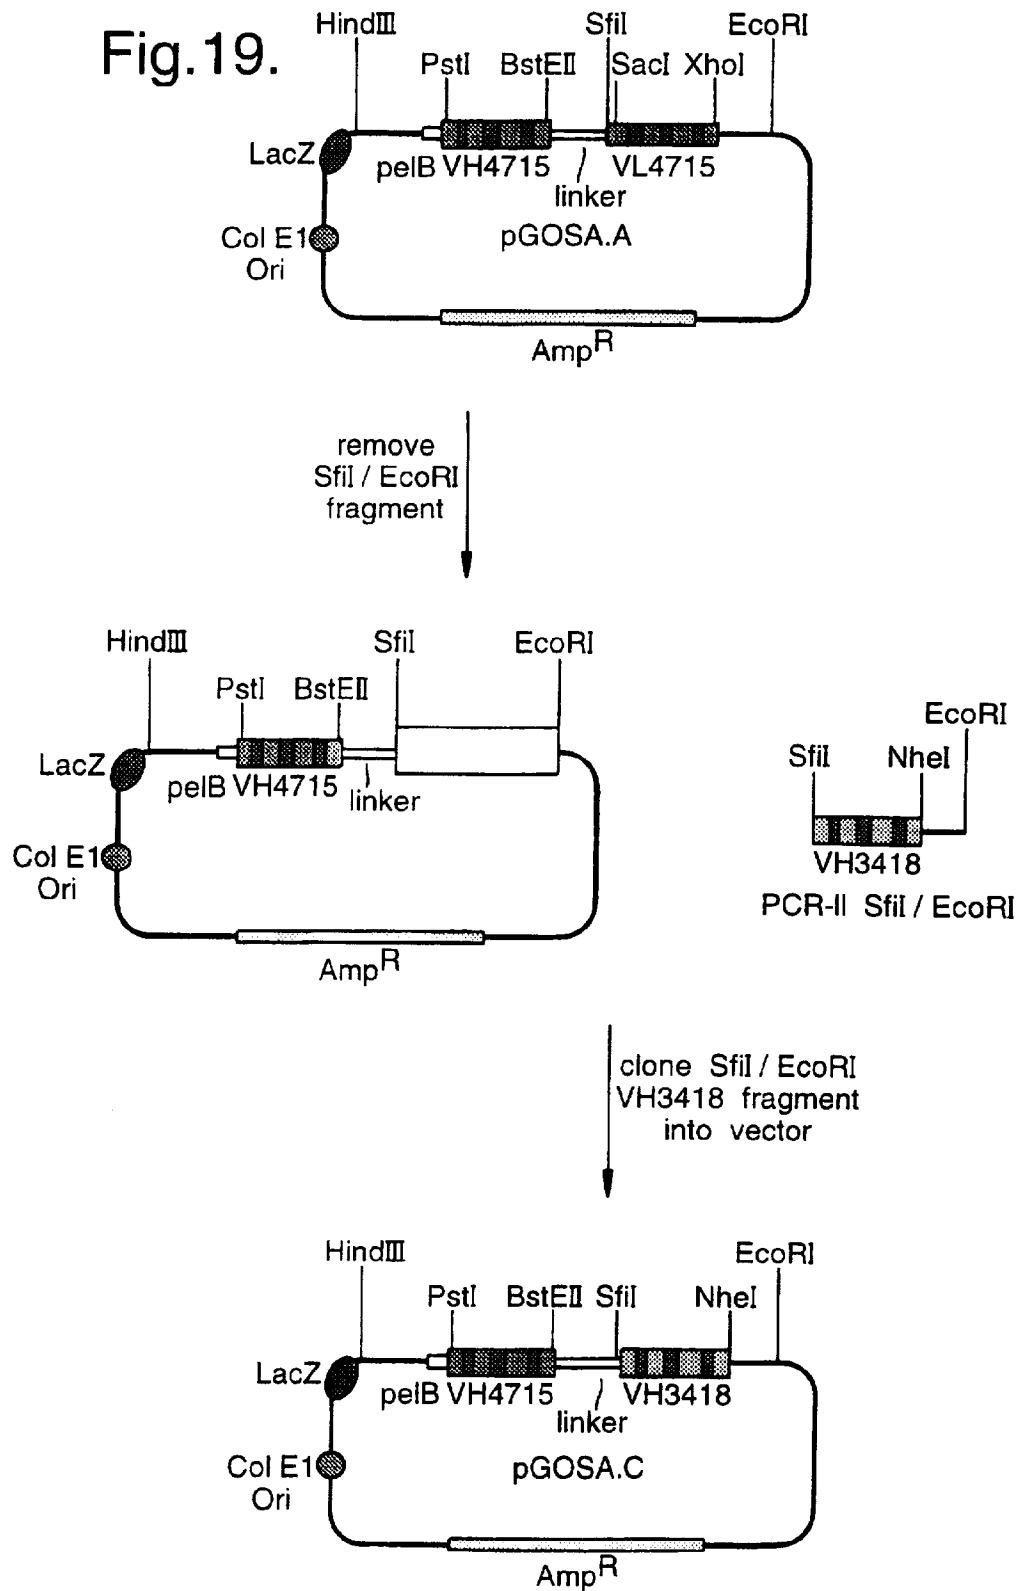 Fig.19.
HindIII
SfiI
EcoRI
PstI
BstEII
SacI
XhoI
LacZ
pelB
VH4715
linker
VL4715
Col E1
Ori
pGOSA.A
Amp^R
remove
SfiI / EcoRI
fragment
HindIII
SfiI
EcoRI
PstI
BstEII
LacZ
pelB
VH4715
linker
Col E1
Ori
Amp^R
EcoRI
SfiI
NheI
VH3418
PCR-II SfiI / EcoRI
clone SfiI / EcoRI
VH3418 fragment
into vector
HindIII
EcoRI
PstI
BstEII
SfiI
NheI
LacZ
pelB
VH4715
linker
VH3418
Col E1
Ori
pGOSA.C
Amp^R